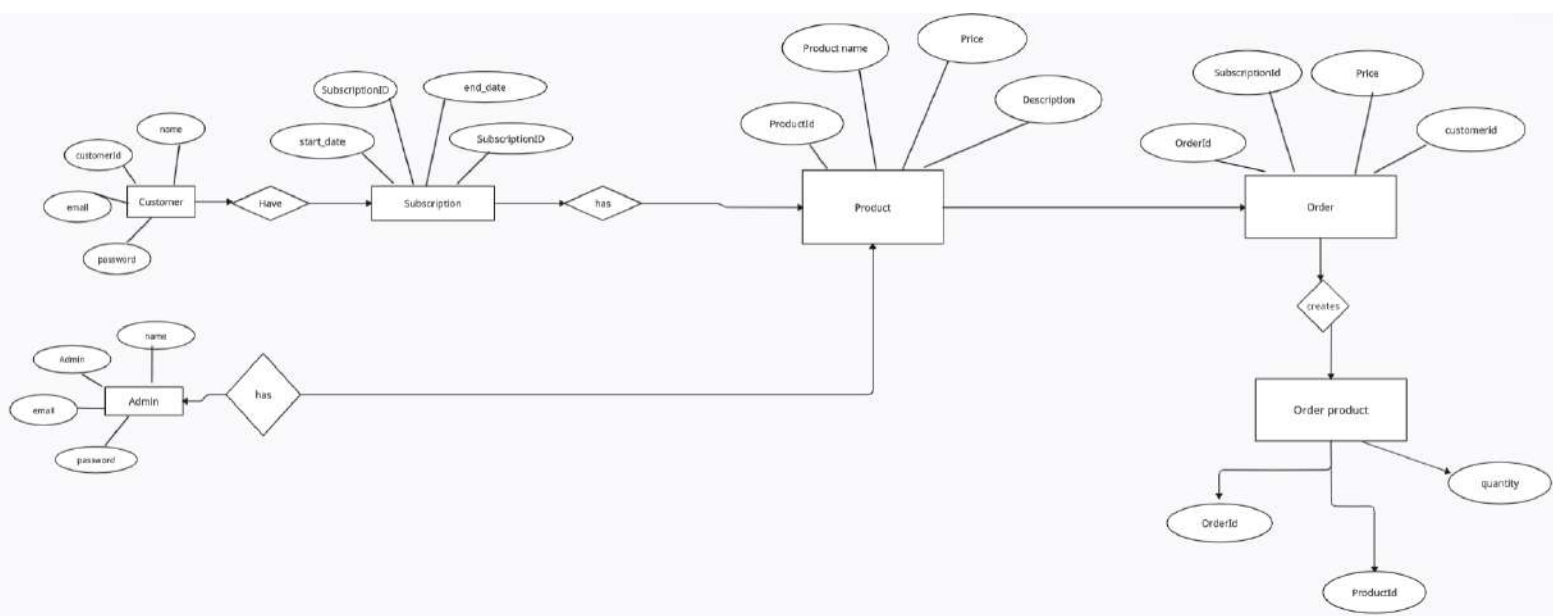 Product name
Price
Description
ProductId
SubscriptionId
Price
OrderId
customerid
SubscriptionID
end_date
start_date
SubscriptionID
name
customerid
email
password
Customer
Have
Subscription
has
Product
Order
creates
Order product
OrderId
ProductId
quantity
name
Admin
email
password
Admin
has